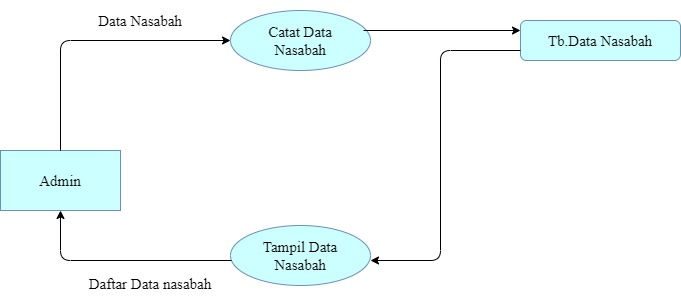 Data Nasabah
Catat Data
Nasabah
Tb.Data Nasabah
Admin
Tampil Data
Nasabah
Daftar Data nasabah